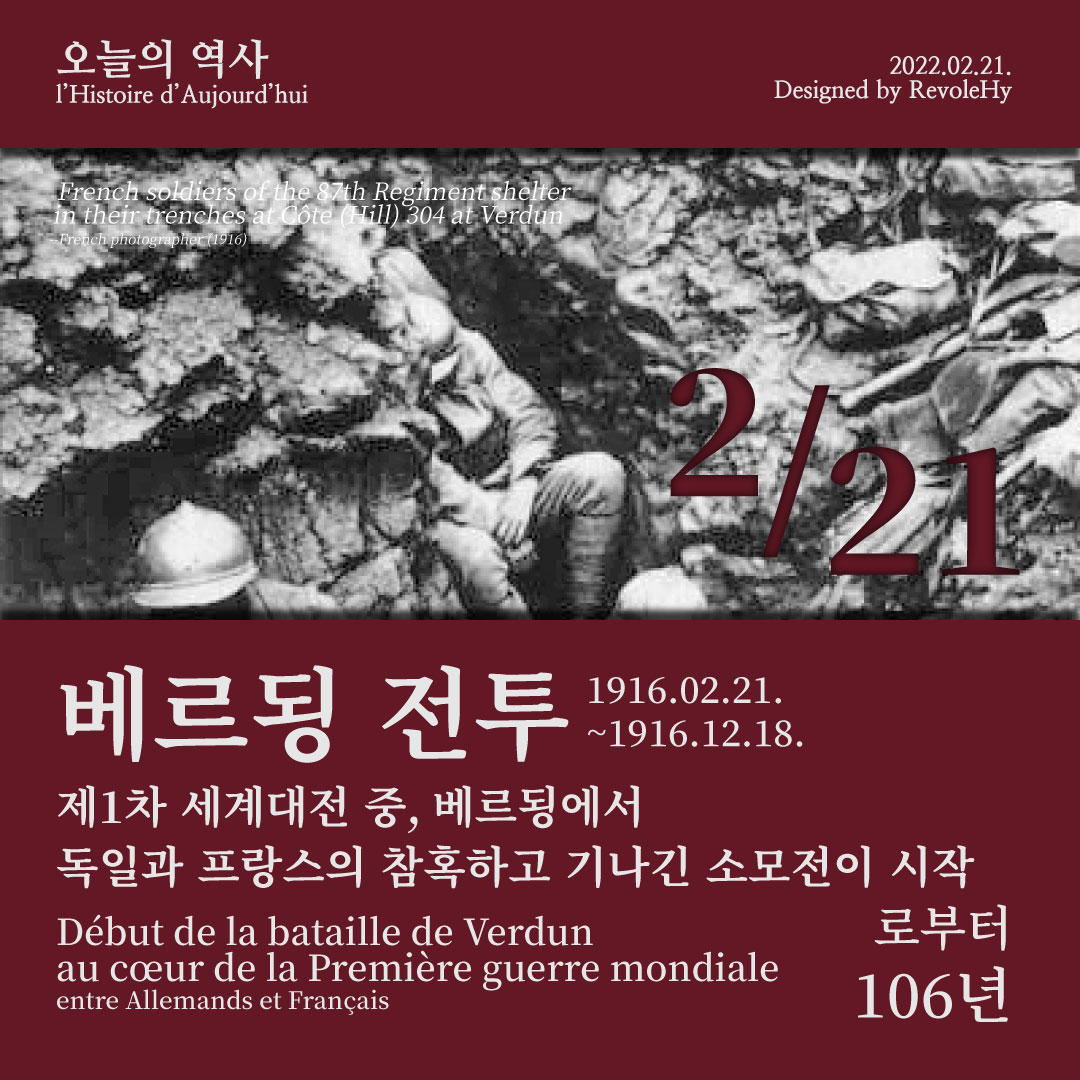 오늘의 역사
l'Histoire d'Aujourd'hui
2022.02.21.
Designed by RevoleHy
French soldiers of the 87th Regiment shelter
in their trenches at Côte (Hill) 304 at Verdun
- French photographer (1916)
2/21
베르됭 전투
1916.02.21.
~1916.12.18.
제1차 세계대전 중, 베르됭에서
독일과 프랑스의 참혹하고 기나긴 소모전이 시작
Début de la bataille de Verdun
au cœur de la Première guerre mondiale
entre Allemands et Français
로부터
106년